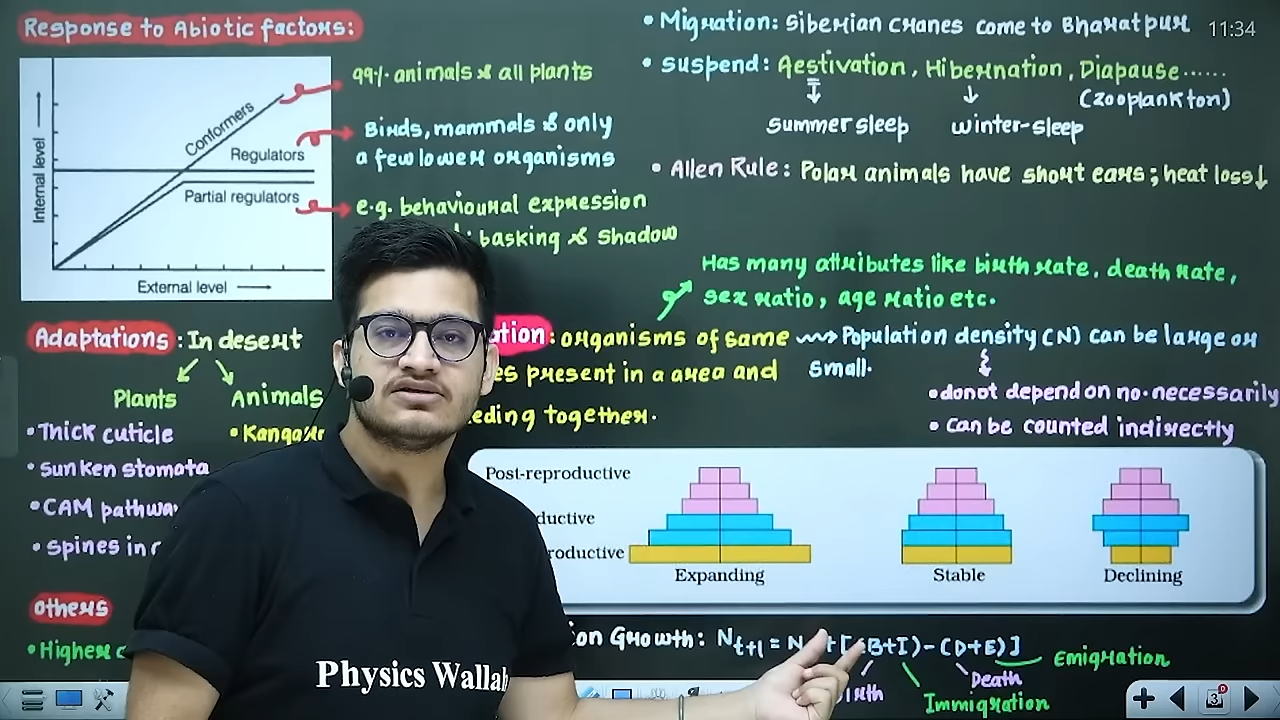 Response to Abiotic factors:
Internal level
External level
Conformers
Regulators
Partial regulators
99% animals & all plants
Birds, mammals & only
a few lower organisms
e.g. behavioural expression
: basking & Shadow
• Migration: Siberian cranes come to Bharatpur
11:34
• Suspend: Aestivation, Hibernation, Diapause......
(zooplankton)
Summer sleep
winter-sleep
• Allen Rule: Polar animals have short ears; heat loss↓
Has many attributes like birth rate, death rate,
sex ratio, age ratio etc.
ation: organisms of same
es present in a area and
eding together.
Population density (N) can be large or
small.
• donot depend on no. necessarily
• Can be counted indirectly
Adaptations: In desert
Plants
Animals
• Thick cuticle
• Sunken stomata
• CAM pathwa
• Spines in
• Kanga
Others
• Higher
Post-reproductive
ductive
roductive
Expanding
Stable
Declining
ion Growth: Nt+1 = N + [(B+I) - (D+E)]
irth
Immigration
Death
Emigration
Physics Wallah
3